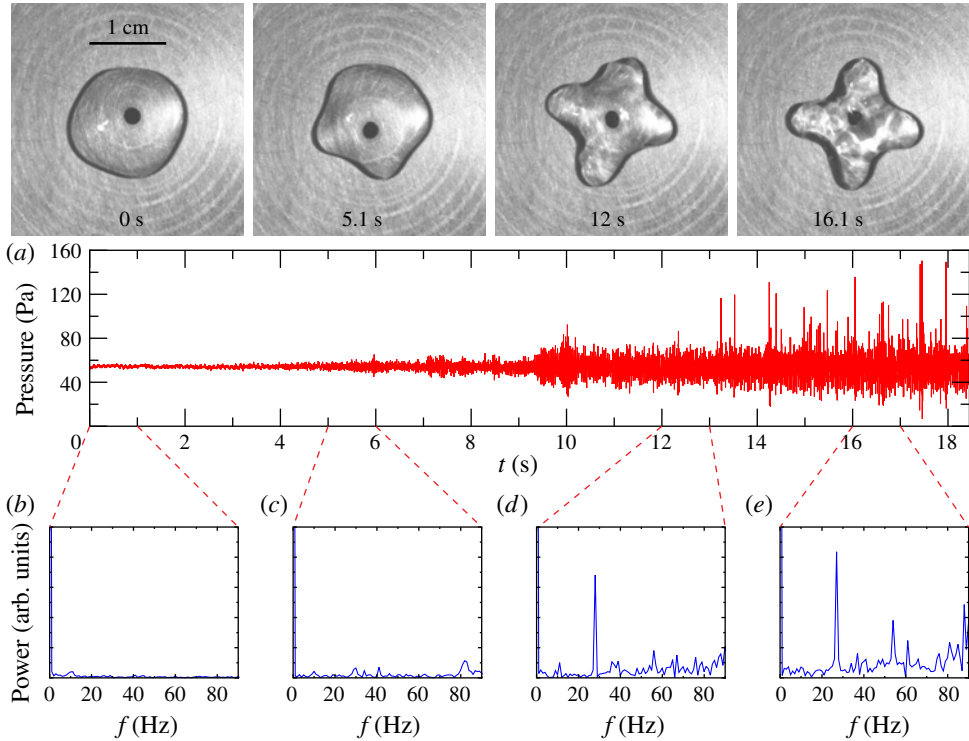 1 cm
0 s
5.1 s
12 s
16.1 s
(a)
160
120
80
40
Pressure (Pa)
0 2 4 6 8 10 12 14 16 18
t (s)
(b) (c) (d) (e)
Power (arb. units)
0 20 40 60 80 0 20 40 60 80 0 20 40 60 80 0 20 40 60 80
f (Hz) f (Hz) f (Hz) f (Hz)